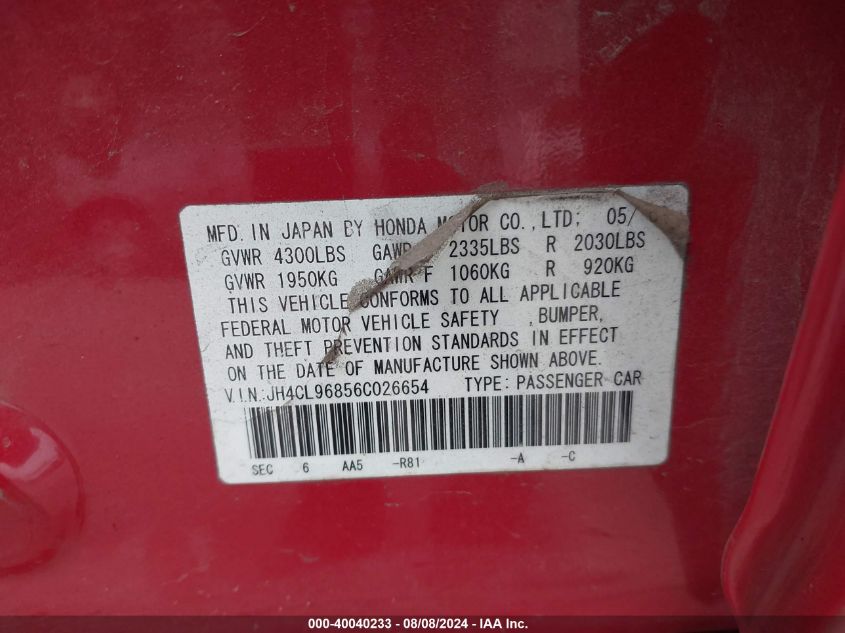 MFD. IN JAPAN BY HONDA MOTOR CO., LTD; 05/
GVWR 4300LBS GAWR 2335LBS R 2030LBS
GVWR 1950KG GAWR F 1060KG R 920KG
THIS VEHICLE CONFORMS TO ALL APPLICABLE
FEDERAL MOTOR VEHICLE SAFETY ,BUMPER,
AND THEFT PREVENTION STANDARDS IN EFFECT
ON THE DATE OF MANUFACTURE SHOWN ABOVE.
V.I.N.:JH4CL96856C026654 TYPE: PASSENGER CAR
SEC 6 AA5 -R81 -A -C
000-40040233 - 08/08/2024 - IAA, Inc.